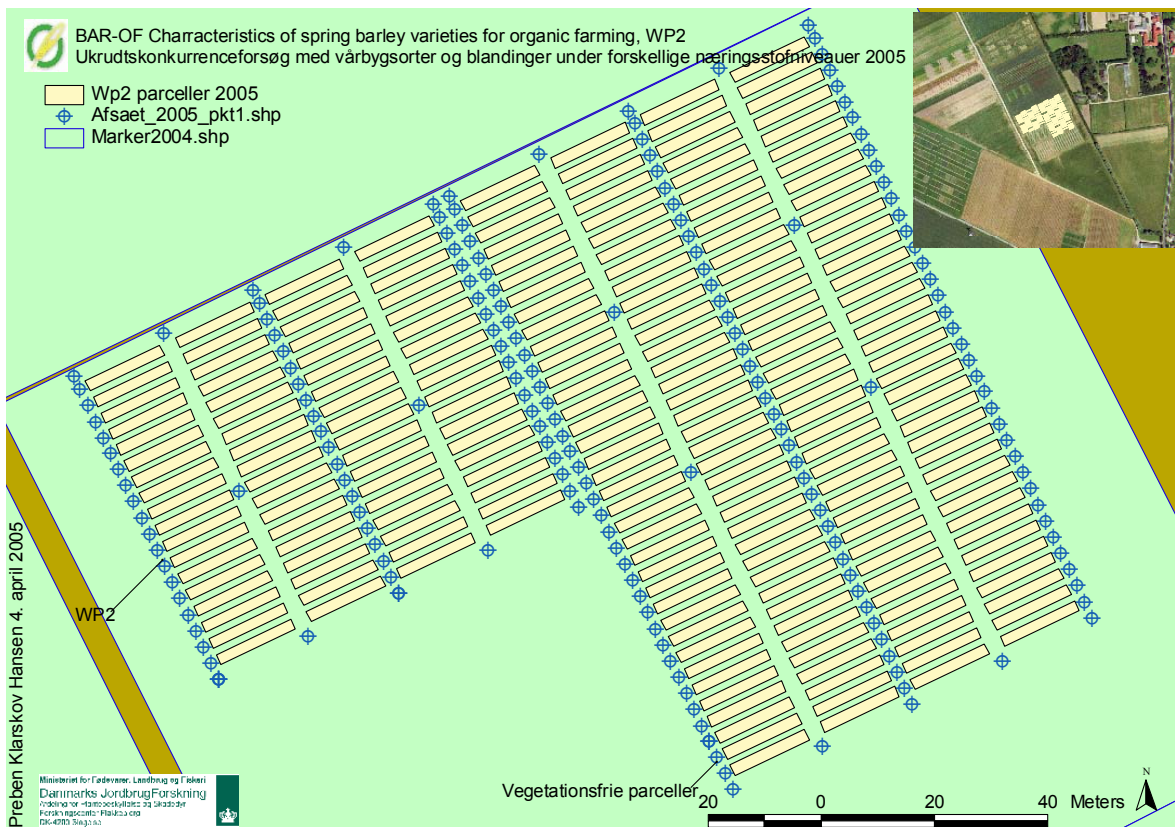 BAR-OF Charracteristics of spring barley varieties for organic farming, WP2
Ukrudtskonkurrenceforsøg med vårbygsorter og blandinger under forskellige næringsstofniveauer 2005
Wp2 parceller 2005
Afsaet_2005_pkt1.shp
Marker2004.shp
WP2
Preben Klarskov Hansen 4. april 2005
Vegetationsfrie parceller
20 0 20 40 Meters
N
Ministeriet for Fødevarer, Landbrug og Fiskeri
Danmarks JordbrugsForskning
Forskningscenter Flakkebjerg